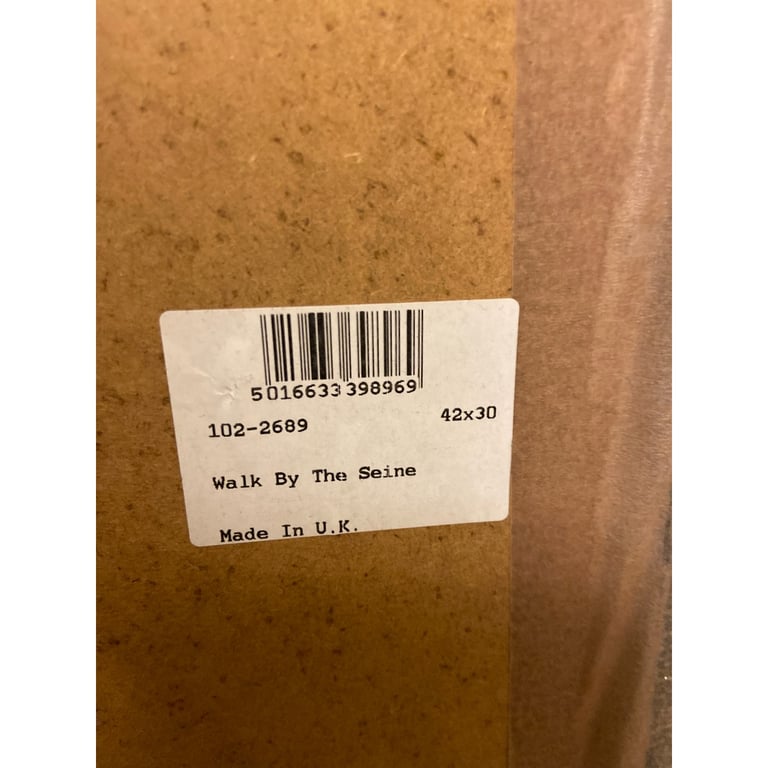 5016633398969
102-2689 42x30
Walk By The Seine
Made In U.K.